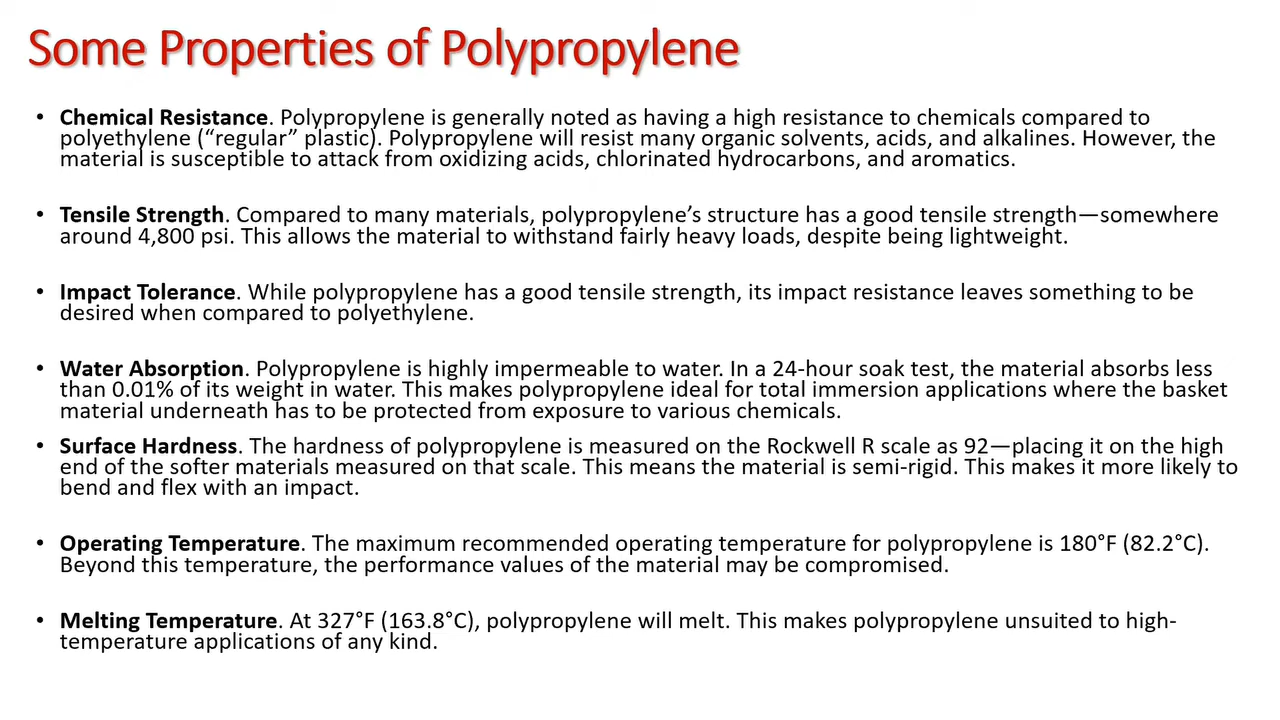 Some Properties of Polypropylene
• Chemical Resistance. Polypropylene is generally noted as having a high resistance to chemicals compared to
polyethylene (“regular” plastic). Polypropylene will resist many organic solvents, acids, and alkalines. However, the
material is susceptible to attack from oxidizing acids, chlorinated hydrocarbons, and aromatics.
• Tensile Strength. Compared to many materials, polypropylene’s structure has a good tensile strength—somewhere
around 4,800 psi. This allows the material to withstand fairly heavy loads, despite being lightweight.
• Impact Tolerance. While polypropylene has a good tensile strength, its impact resistance leaves something to be
desired when compared to polyethylene.
• Water Absorption. Polypropylene is highly impermeable to water. In a 24-hour soak test, the material absorbs less
than 0.01% of its weight in water. This makes polypropylene ideal for total immersion applications where the basket
material underneath has to be protected from exposure to various chemicals.
• Surface Hardness. The hardness of polypropylene is measured on the Rockwell R scale as 92—placing it on the high
end of the softer materials measured on that scale. This means the material is semi-rigid. This makes it more likely to
bend and flex with an impact.
• Operating Temperature. The maximum recommended operating temperature for polypropylene is 180°F (82.2°C).
Beyond this temperature, the performance values of the material may be compromised.
• Melting Temperature. At 327°F (163.8°C), polypropylene will melt. This makes polypropylene unsuited to high-
temperature applications of any kind.